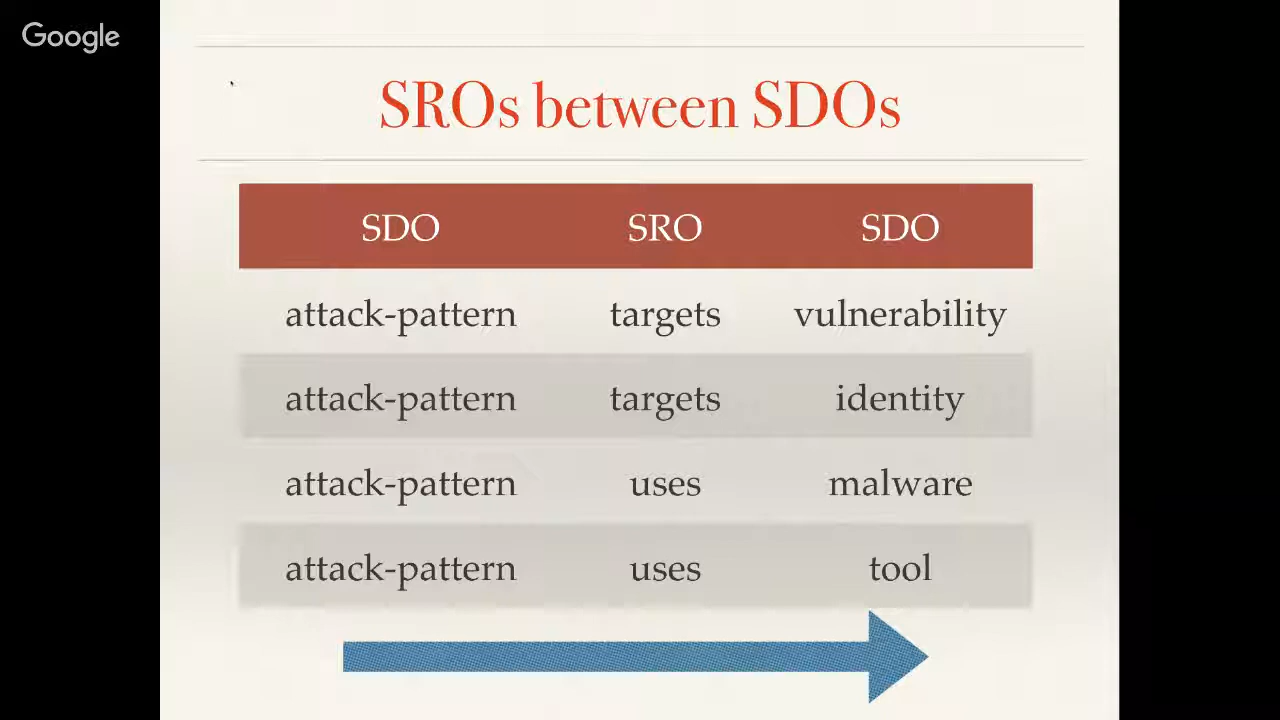 Google
SROs between SDOs
SDO SRO SDO
attack-pattern targets vulnerability
attack-pattern targets identity
attack-pattern uses malware
attack-pattern uses tool